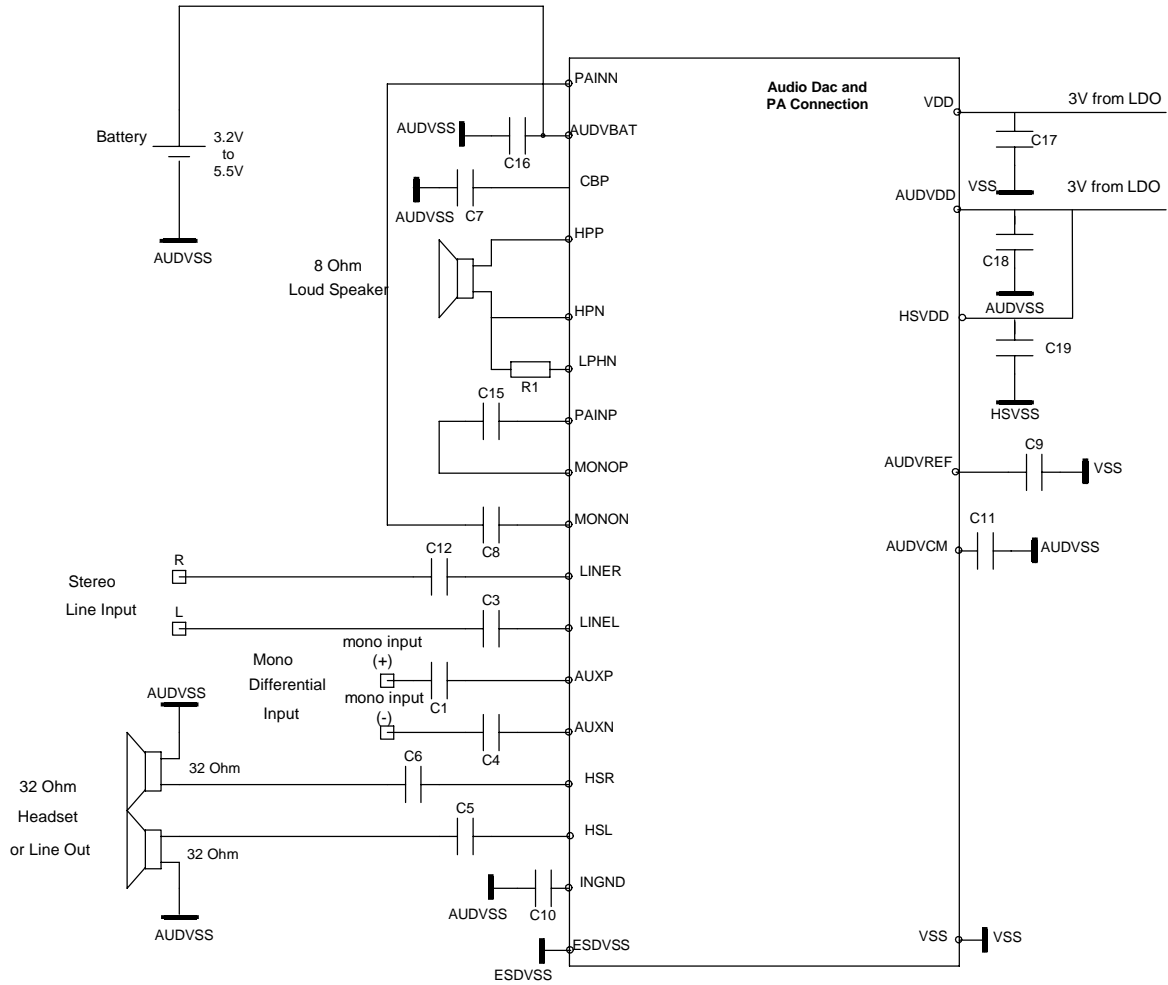 PAINN
Audio Dac and
PA Connection
VDD
3V from LDO
Battery
3.2V
to
5.5V
AUDVSS
AUDVBAT
C16
C17
CBP
VSS
3V from LDO
AUDVSS
C7
AUDVDD
HPP
AUDVSS
8 Ohm
Loud Speaker
C18
AUDVSS
HPN
HSVDD
C19
LPHN
R1
C15
PAINP
HSVSS
C9
AUDVREF
VSS
MONOP
C11
MONON
C8
AUDVCM
AUDVSS
C12
R
LINER
Stereo
Line Input
L
C3
LINEL
mono input
(+)
Mono
Differential
Input
C1
AUXP
mono input
(-)
C4
AUXN
AUDVSS
C6
32 Ohm
HSR
32 Ohm
Headset
or Line Out
C5
HSL
32 Ohm
INGND
AUDVSS
C10
AUDVSS
ESDVSS
ESDVSS
VSS
VSS